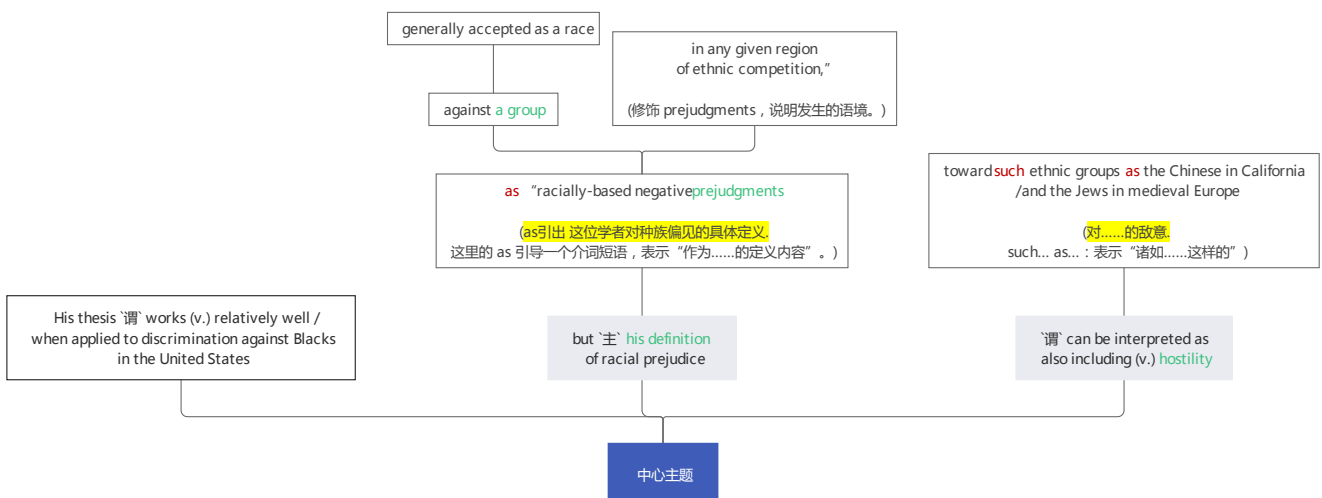 generally accepted as a race
in any given region
of ethnic competition,”
(修饰 prejudgments，说明发生的语境。)
against a group
as “racially-based negative prejudgments
(as引出 这位学者对种族偏见的具体定义.
这里的 as 引导一个介词短语，表示“作为……的定义内容”。)
toward such ethnic groups as the Chinese in California
/and the Jews in medieval Europe
(对……的敌意.
such... as...：表示“诸如……这样的”)
His thesis `谓` works (v.) relatively well /
when applied to discrimination against Blacks
in the United States
but `主` his definition
of racial prejudice
`谓` can be interpreted as
also including (v.) hostility
中心主题